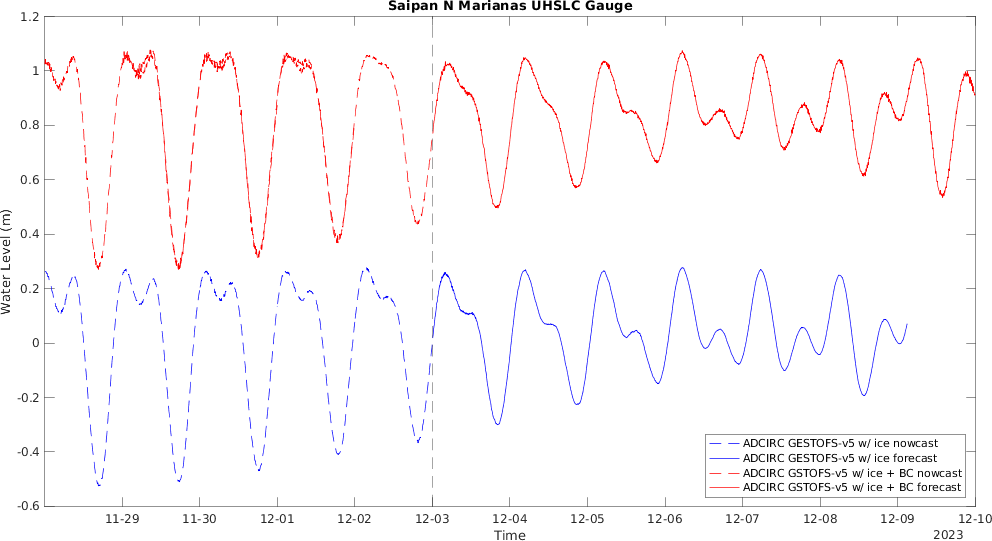 Saipan N Marianas UHSLC Gauge
1.2
1
0.8
0.6
0.4
0.2
0
-0.2
-0.4
-0.6
Water Level (m)
ADCIRC GESTOFS-v5 w/ ice nowcast
ADCIRC GESTOFS-v5 w/ ice forecast
ADCIRC GSTOFS-v5 w/ ice + BC nowcast
ADCIRC GSTOFS-v5 w/ ice + BC forecast
11-29 11-30 12-01 12-02 12-03 12-04 12-05 12-06 12-07 12-08 12-09 12-10
Time
2023